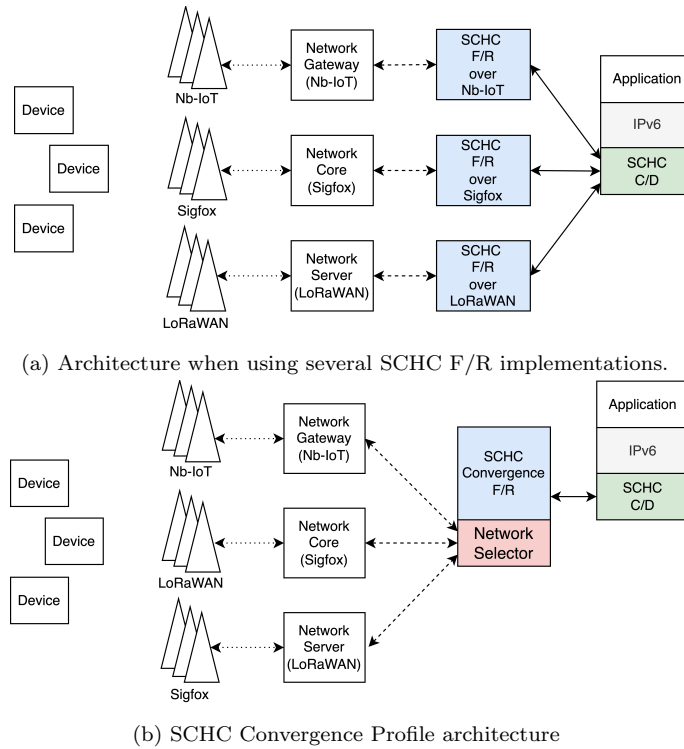 Device
Device
Device
Nb-IoT
Network
Gateway
(Nb-IoT)
SCHC
F/R
over
Nb-IoT
Sigfox
Network
Core
(Sigfox)
SCHC
F/R
over
Sigfox
LoRaWAN
Network
Server
(LoRaWAN)
SCHC
F/R
over
LoRaWAN
Application
IPv6
SCHC
C/D
(a) Architecture when using several SCHC F/R implementations.
Device
Device
Device
Nb-IoT
Network
Gateway
(Nb-IoT)
LoRaWAN
Network
Core
(Sigfox)
Sigfox
Network
Server
(LoRaWAN)
SCHC
Convergence
F/R
Network
Selector
Application
IPv6
SCHC
C/D
(b) SCHC Convergence Profile architecture